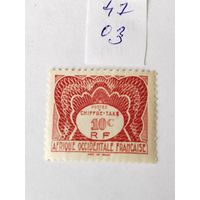 47
03
POSTES
CHIFFRE-TAXE
10c
RF
AFRIQUE OCCIDENTALE FRANÇAISE